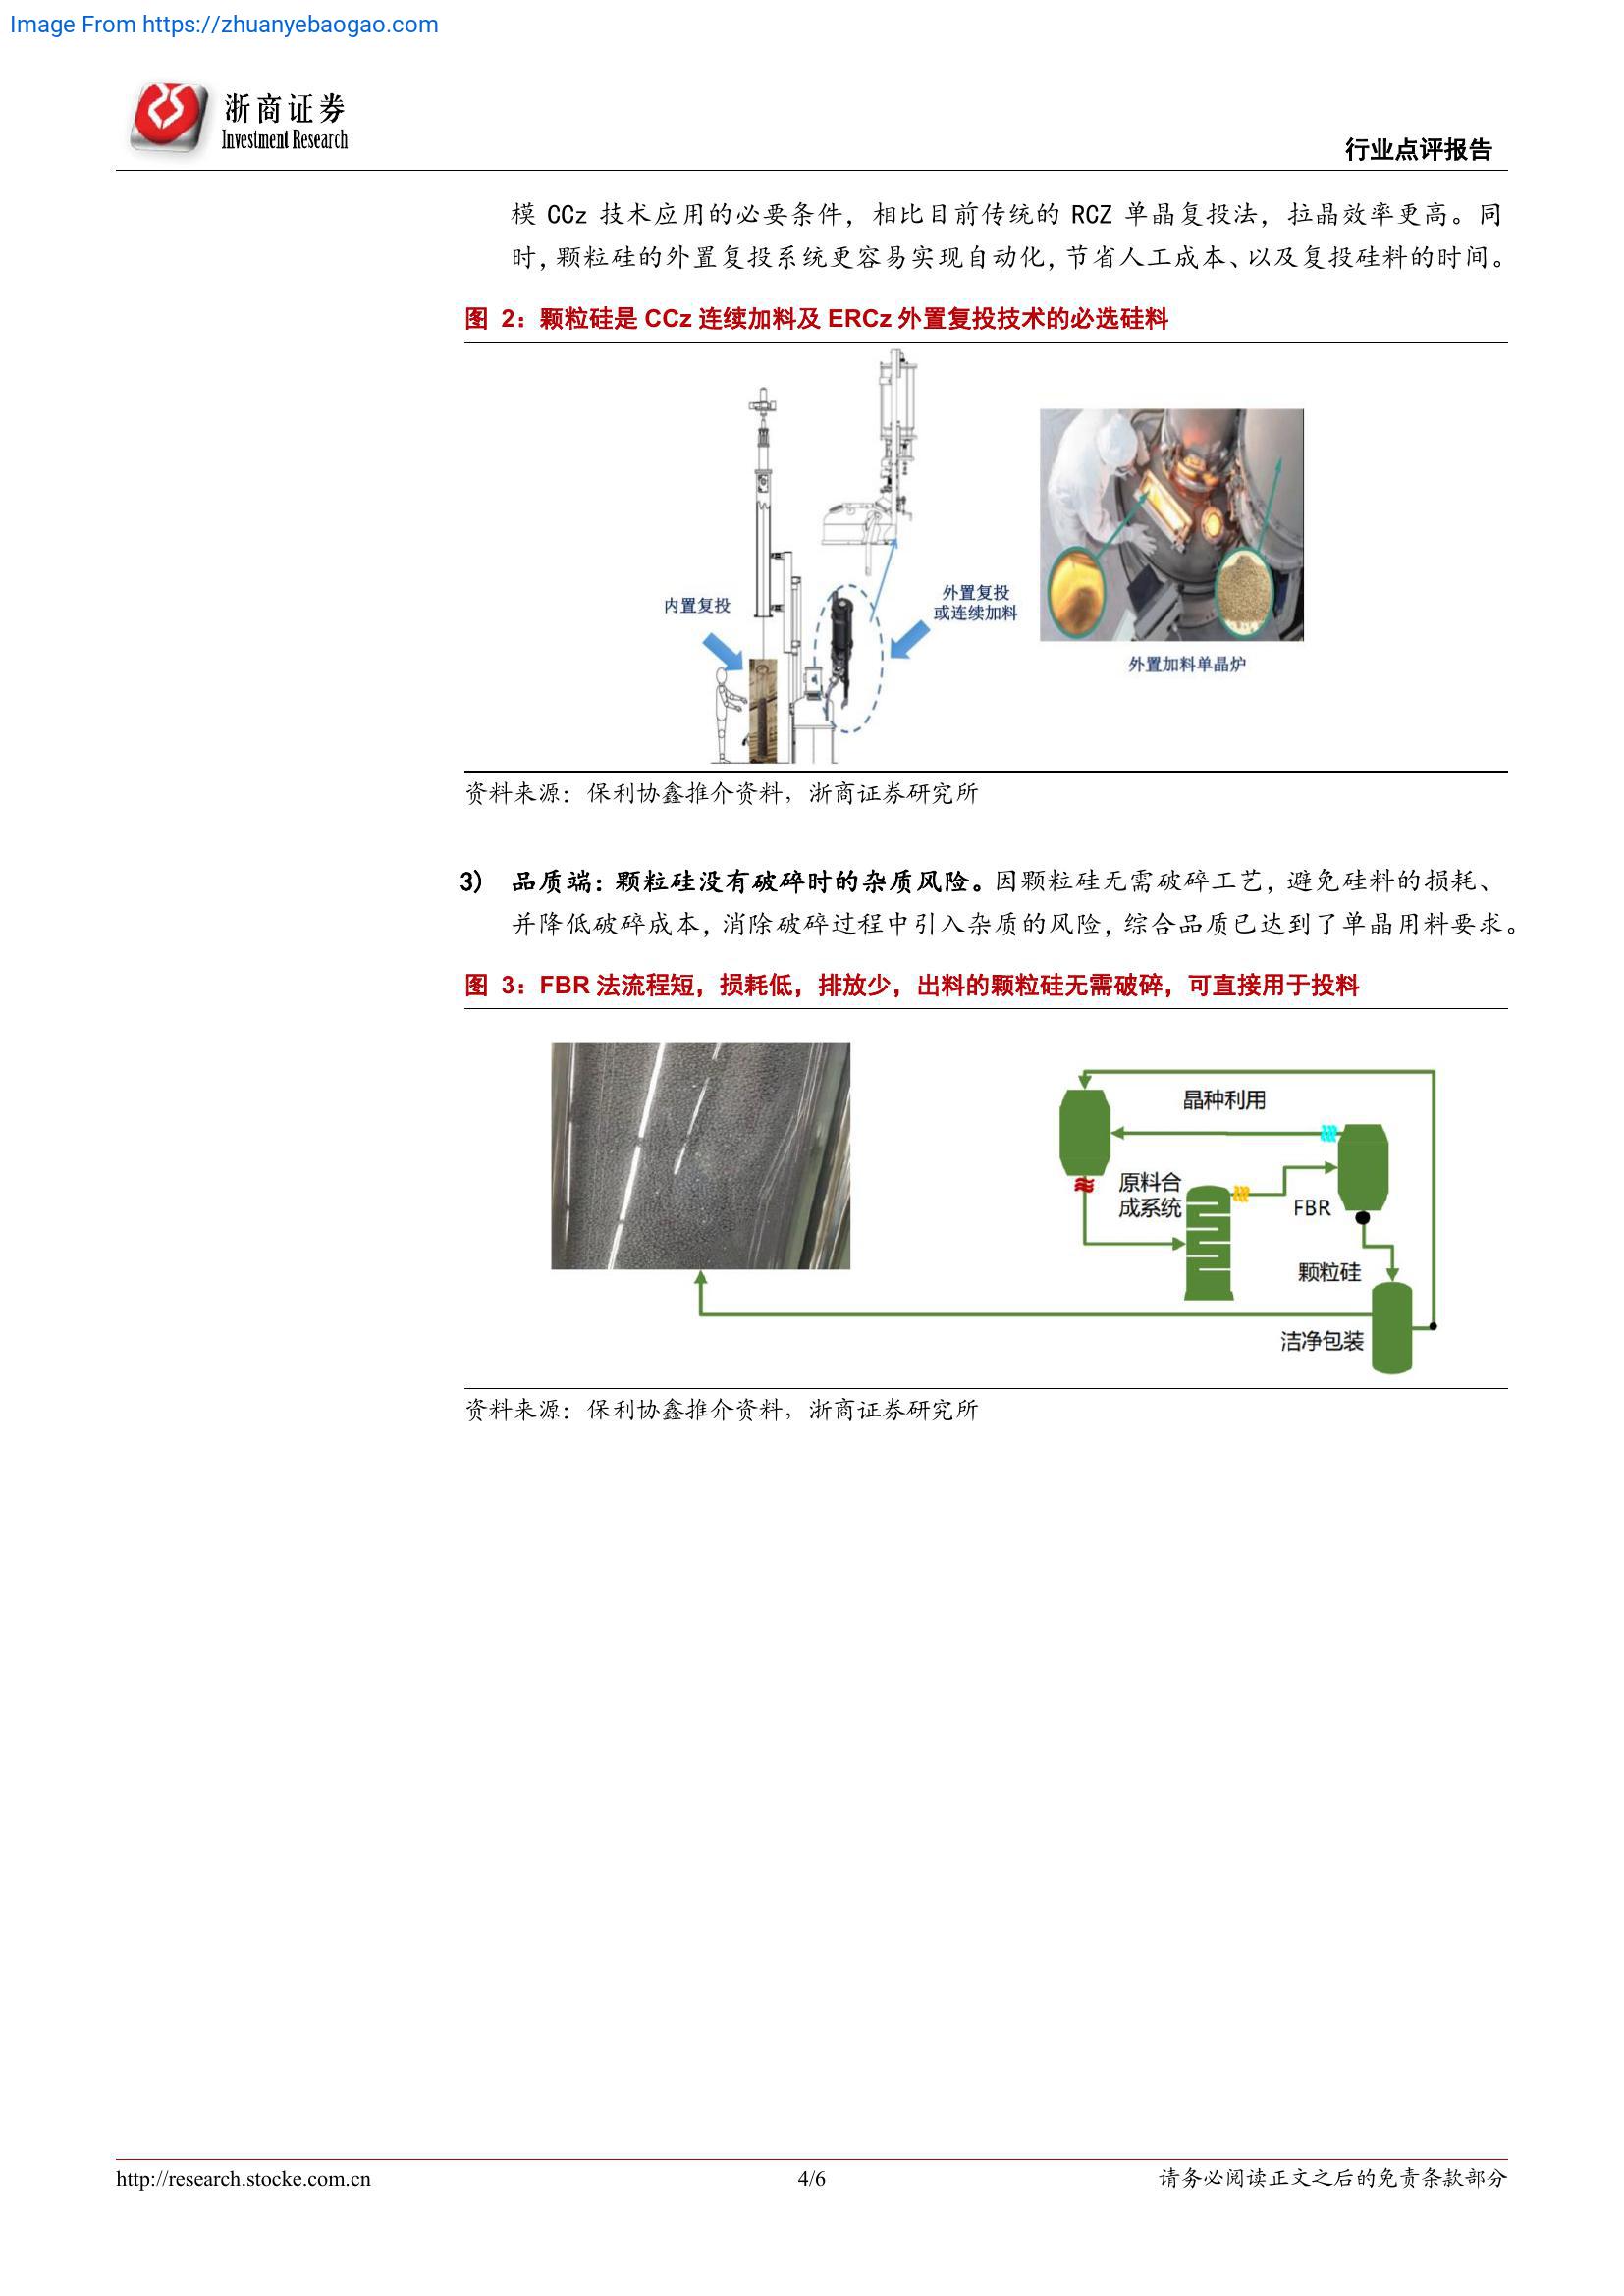 Image From https://zhuanyebaogao.com
浙商证券
Investment Research
行业点评报告
模 CCz 技术应用的必要条件，相比目前传统的 RCZ 单晶复投法，拉晶效率更高。同
时，颗粒硅的外置复投系统更容易实现自动化，节省人工成本、以及复投硅料的时间。
图 2：颗粒硅是 CCz 连续加料及 ERCz 外置复投技术的必选硅料
内置复投
外置复投
或连续加料
外置加料单晶炉
资料来源：保利协鑫推介资料，浙商证券研究所
3) 品质端：颗粒硅没有破碎时的杂质风险。因颗粒硅无需破碎工艺，避免硅料的损耗、
并降低破碎成本，消除破碎过程中引入杂质的风险，综合品质已达到了单晶用料要求。
图 3：FBR 法流程短，损耗低，排放少，出料的颗粒硅无需破碎，可直接用于投料
晶种利用
原料合
成系统
FBR
颗粒硅
洁净包装
资料来源：保利协鑫推介资料，浙商证券研究所
http://research.stocke.com.cn
4/6
请务必阅读正文之后的免责条款部分